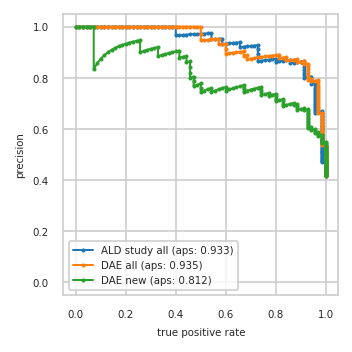 1.0
0.8
0.6
0.4
0.2
0.0
precision
ALD study all (aps: 0.933)
DAE all (aps: 0.935)
DAE new (aps: 0.812)
0.0 0.2 0.4 0.6 0.8 1.0
true positive rate